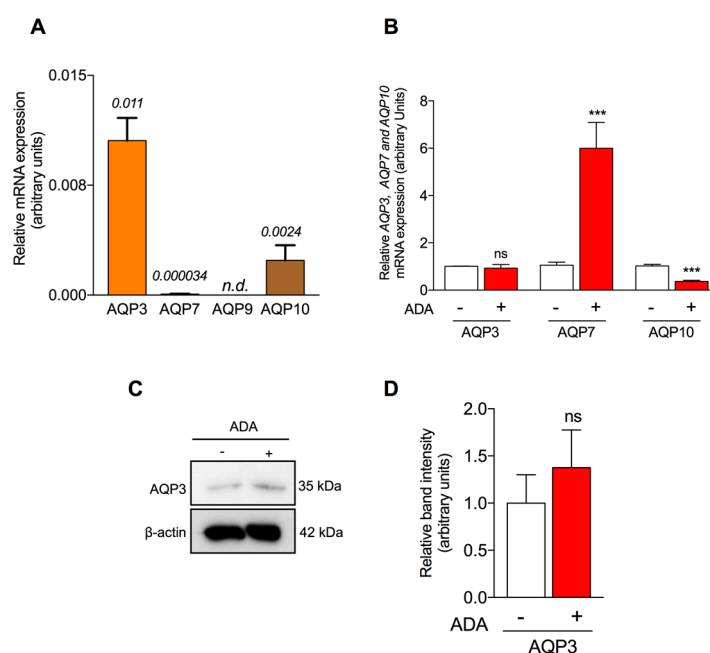 A
Relative mRNA expression
(arbitrary units)
0.015
0.008
0.000
0.011
0.000034
n.d.
0.0024
AQP3 AQP7 AQP9 AQP10
B
Relative AQP3, AQP7 and AQP10
mRNA expression (arbitrary Units)
8
6
4
2
0
ns
***
***
ADA - + - + - +
AQP3 AQP7 AQP10
C
ADA
- +
AQP3 35 kDa
β-actin 42 kDa
D
Relative band intensity
(arbitrary units)
2.0
1.5
1.0
0.5
0.0
ns
ADA - +
AQP3